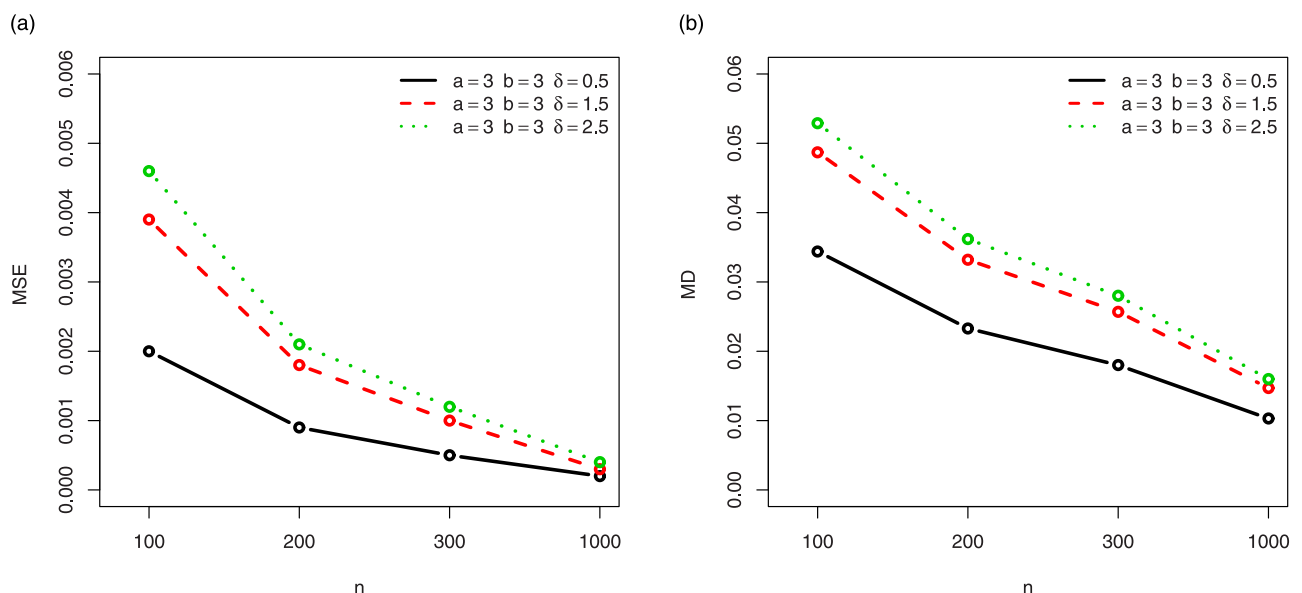 (a)
a = 3 b = 3 δ = 0.5
a = 3 b = 3 δ = 1.5
a = 3 b = 3 δ = 2.5
MSE
0.006
0.005
0.004
0.003
0.002
0.001
0.000
100 200 300 1000
n
(b)
a = 3 b = 3 δ = 0.5
a = 3 b = 3 δ = 1.5
a = 3 b = 3 δ = 2.5
MD
0.06
0.05
0.04
0.03
0.02
0.01
0.00
100 200 300 1000
n